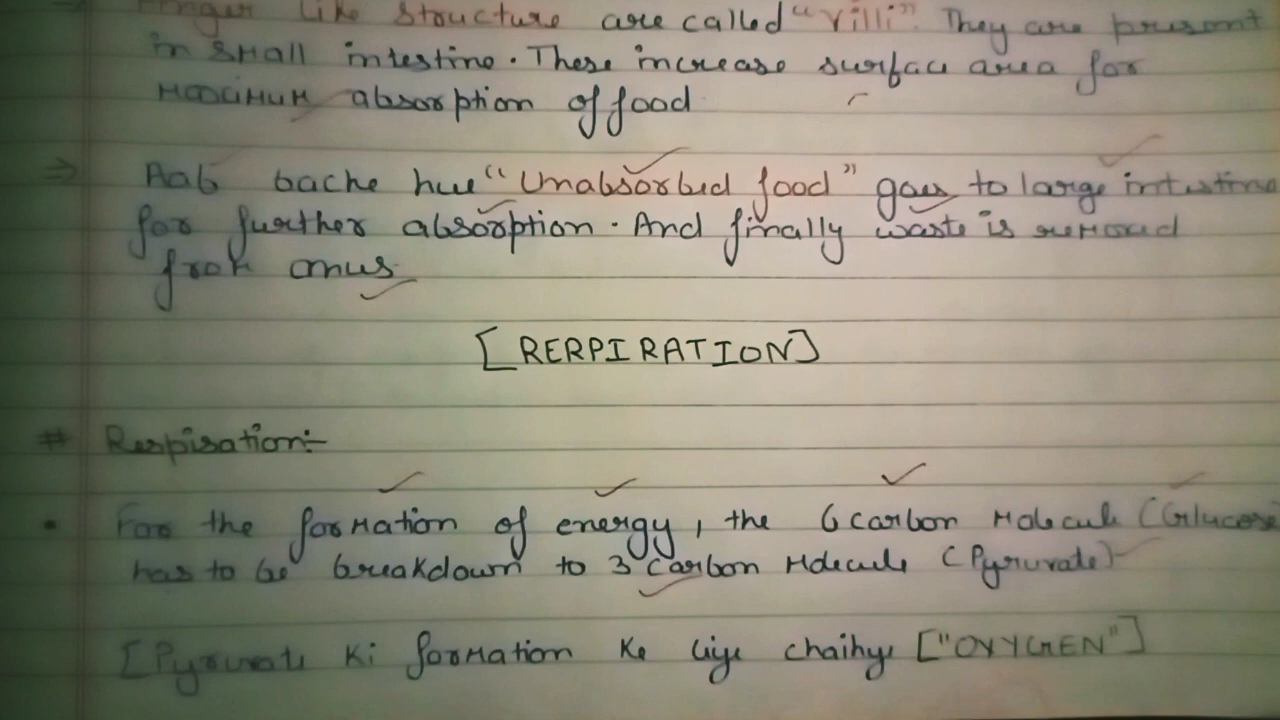 ⇒ Finger like structure are called "Villi". They are present
in small intestine. These increase surface area for
maximum absorption of food
⇒ Aab bache hue "Unabsorbed food" goes to large intestine
for further absorption. And finally waste is removed
from anus
[RERPIRATION]
# Respiration:-
• For the formation of energy, the 6 carbon molecule (Glucose
has to be breakdown to 3 carbon molecule (Pyruvate)
[Pyruvate ki formation ke liye chaihye ["OXYGEN"]